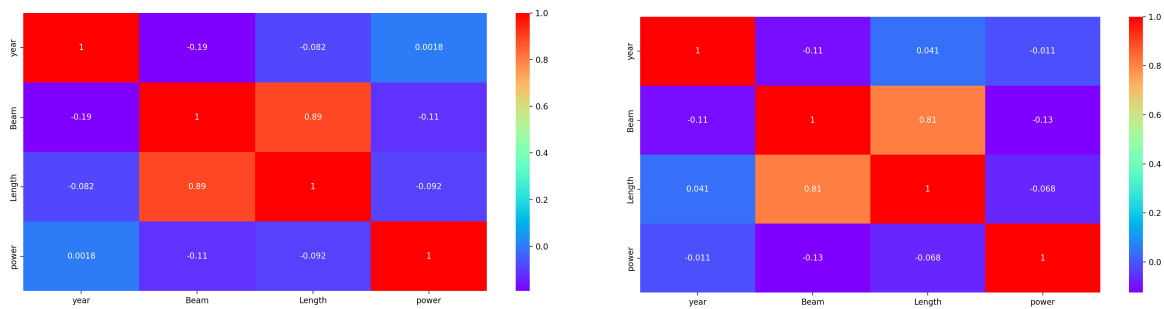 year 1 -0.19 -0.082 0.0018
Beam -0.19 1 0.89 -0.11
Length -0.082 0.89 1 -0.092
power 0.0018 -0.11 -0.092 1
year Beam Length power
1.0
0.8
0.6
0.4
0.2
0.0
year 1 -0.11 0.041 -0.011
Beam -0.11 1 0.81 -0.13
Length 0.041 0.81 1 -0.068
power -0.011 -0.13 -0.068 1
year Beam Length power
1.0
0.8
0.6
0.4
0.2
0.0